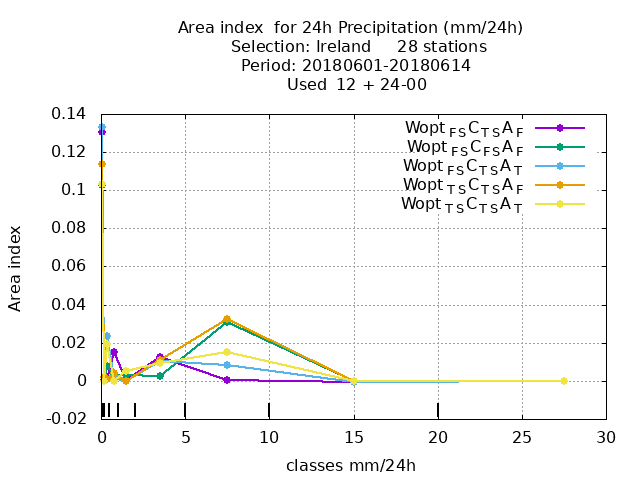 Area index  for 24h Precipitation (mm/24h)
Selection: Ireland     28 stations
Period: 20180601-20180614
Used  12 + 24-00
Wopt FS C TS A F
Wopt FS C FS A F
Wopt FS C TS A T
Wopt TS C TS A F
Wopt TS C TS A T
0.14
0.12
0.1
0.08
0.06
0.04
0.02
0
-0.02
Area index
0 5 10 15 20 25 30
classes mm/24h